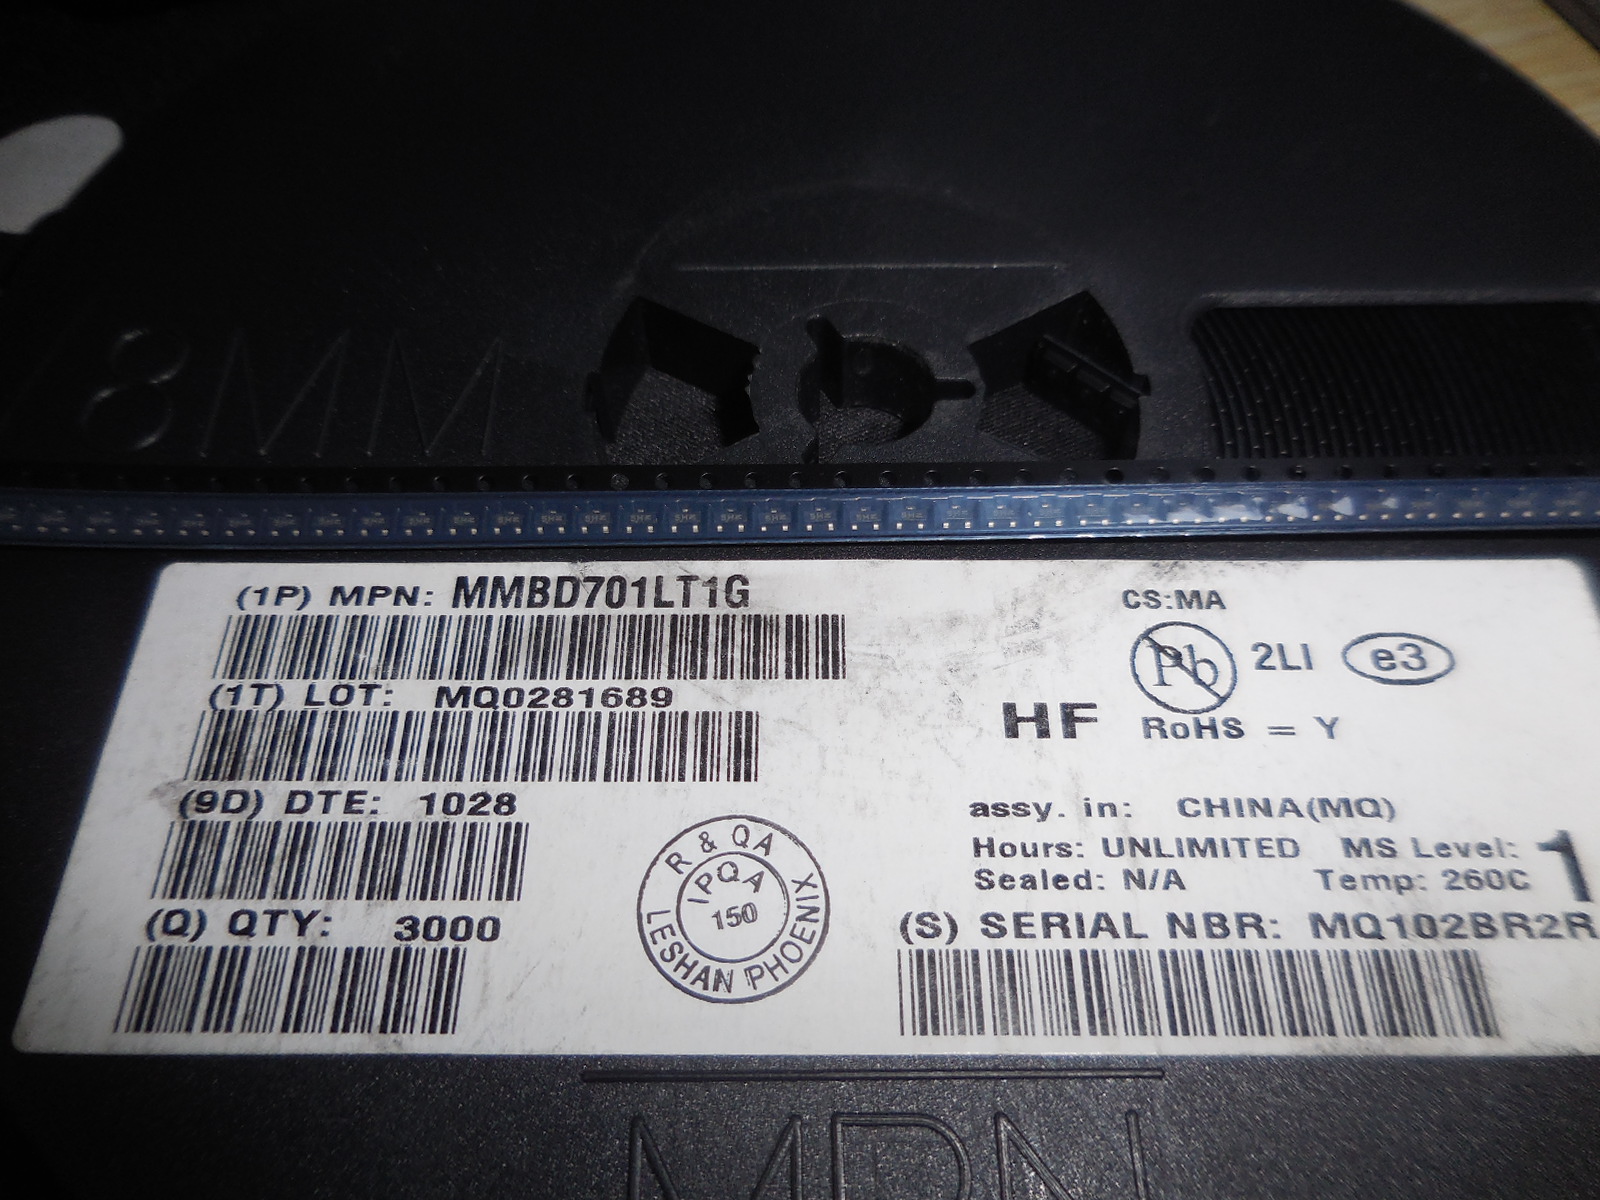 8MM
(1P) MPN: MMBD701LT1G
CS:MA
Pb 2LI e3
(1T) LOT: MQ0281689
HF RoHS = Y
(9D) DTE: 1028
assy. in: CHINA(MQ)
Hours: UNLIMITED MS Level: 1
Sealed: N/A Temp: 260C
R & QA
IPQA
150
LESHAN PHOENIX
(Q) QTY: 3000
(S) SERIAL NBR: MQ102BR2R
MPN